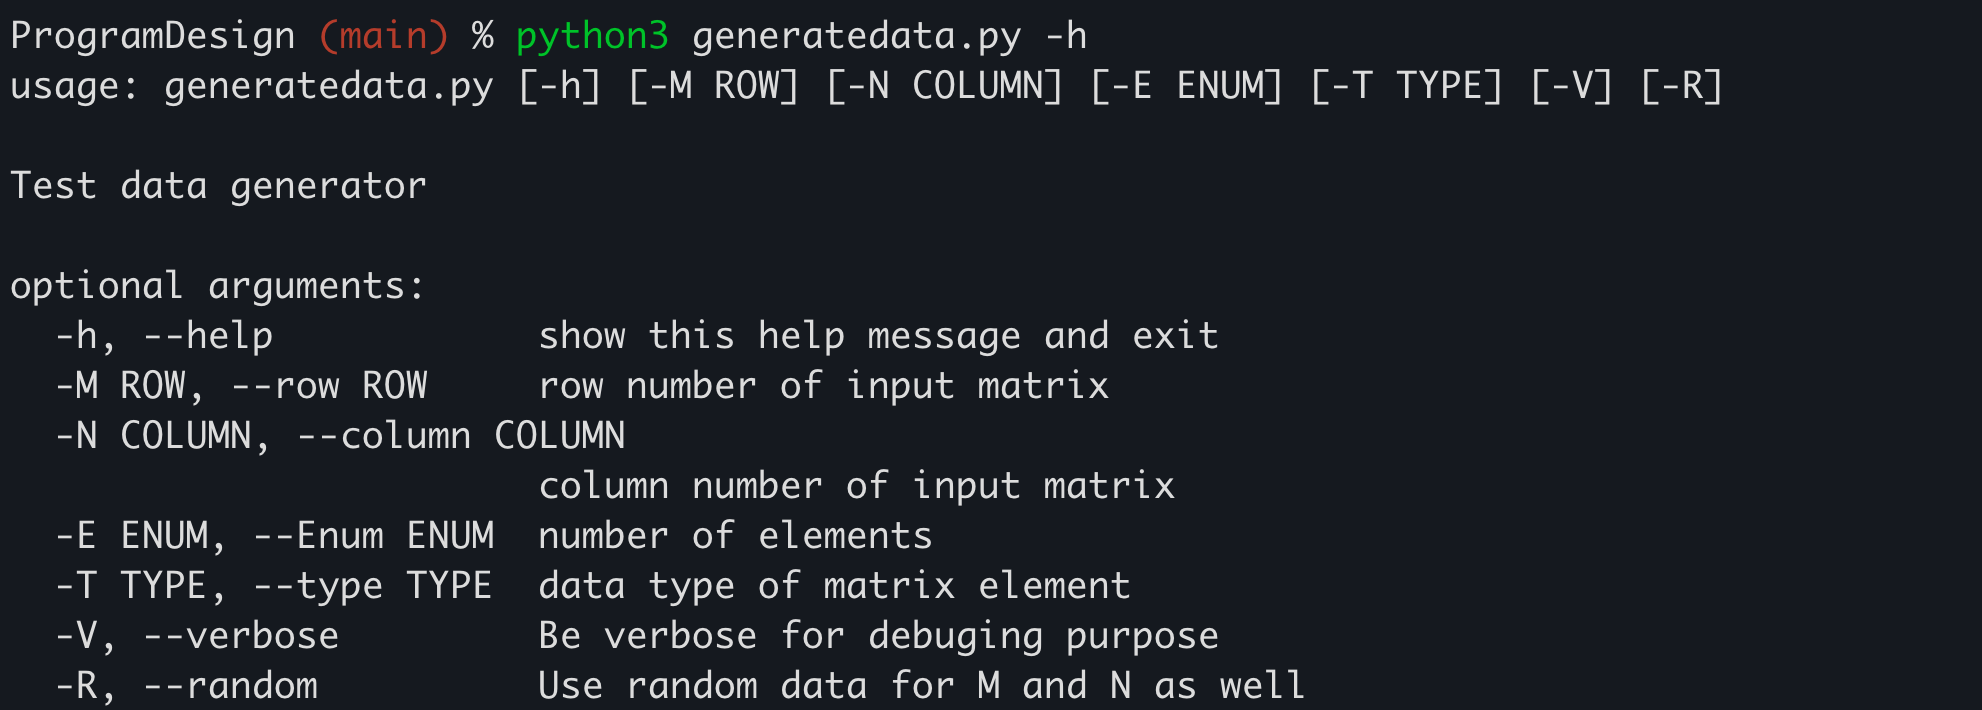 ProgramDesign (main) % python3 generatedata.py -h
usage: generatedata.py [-h] [-M ROW] [-N COLUMN] [-E ENUM] [-T TYPE] [-V] [-R]
Test data generator
optional arguments:
-h, --help show this help message and exit
-M ROW, --row ROW row number of input matrix
-N COLUMN, --column COLUMN
column number of input matrix
-E ENUM, --Enum ENUM number of elements
-T TYPE, --type TYPE data type of matrix element
-V, --verbose Be verbose for debuging purpose
-R, --random Use random data for M and N as well